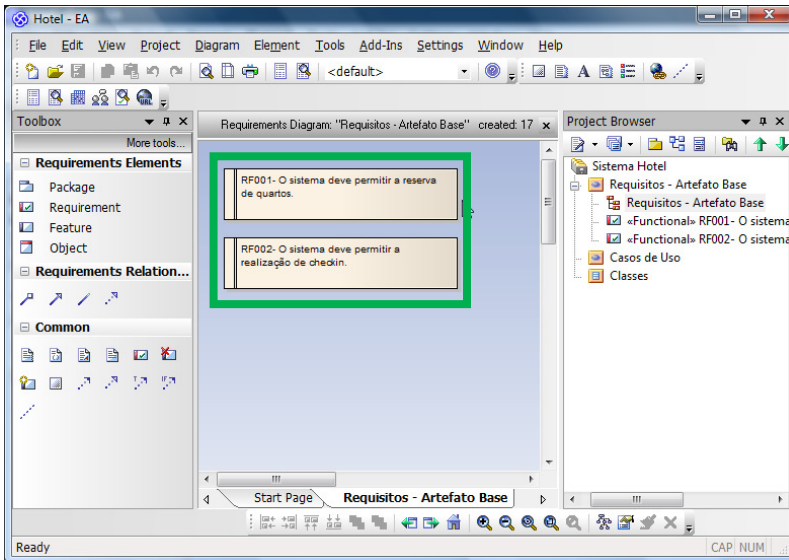 Hotel - EA
File Edit View Project Diagram Element Tools Add-Ins Settings Window Help
<default>
Toolbox
More tools...
Requirements Elements
Package
Requirement
Feature
Object
Requirements Relation...
Common
Requirements Diagram: "Requisitos - Artefato Base" created: 17
RF001- O sistema deve permitir a reserva
de quartos.
RF002- O sistema deve permitir a
realização de checkin.
Start Page
Requisitos - Artefato Base
Project Browser
Sistema Hotel
Requisitos - Artefato Base
Requisitos - Artefato Base
«Functional» RF001- O sistema
«Functional» RF002- O sistema
Casos de Uso
Classes
Ready
CAP NUM